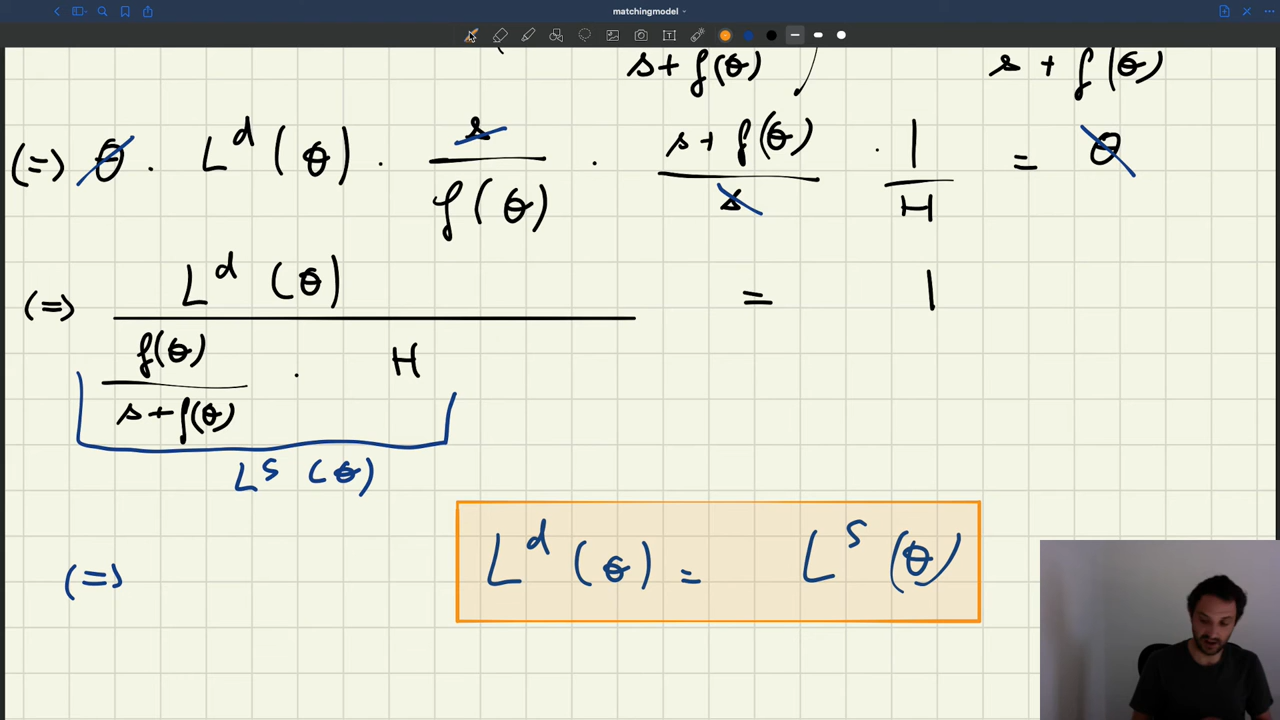 matchingmodel
s + f(θ) s + f(θ)
(=) θ · L^d (θ) · s / f(θ) · s + f(θ) / s · 1 / H = θ
(=) L^d (θ) / f(θ) / s + f(θ) · H = 1
L^s (θ)
(=) L^d (θ) = L^s (θ)